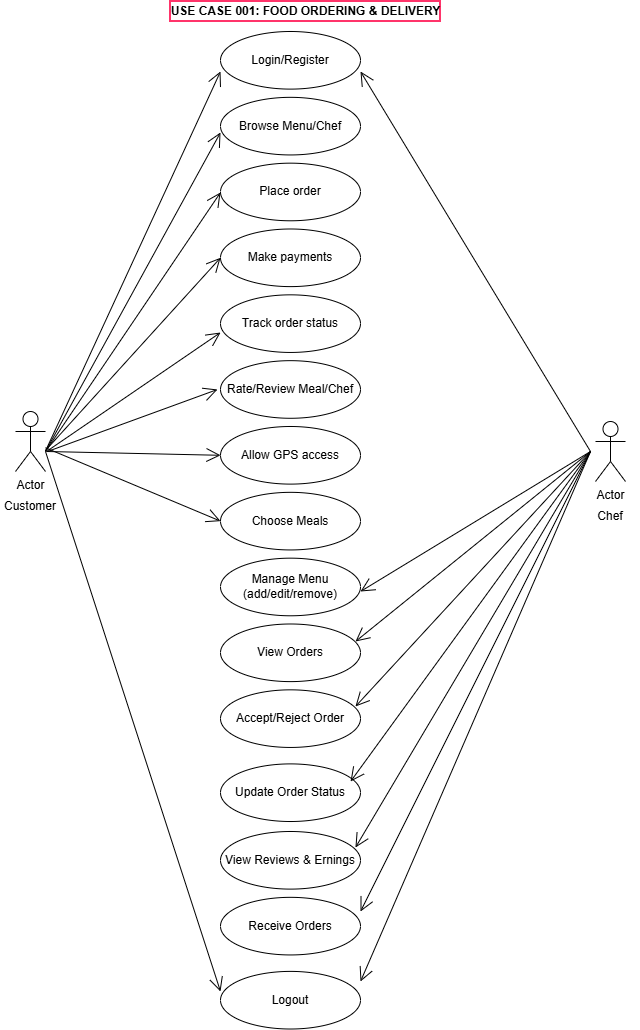 USE CASE 001: FOOD ORDERING & DELIVERY
Login/Register
Browse Menu/Chef
Place order
Make payments
Track order status
Rate/Review Meal/Chef
Allow GPS access
Actor
Customer
Actor
Chef
Choose Meals
Manage Menu
(add/edit/remove)
View Orders
Accept/Reject Order
Update Order Status
View Reviews & Ernings
Receive Orders
Logout